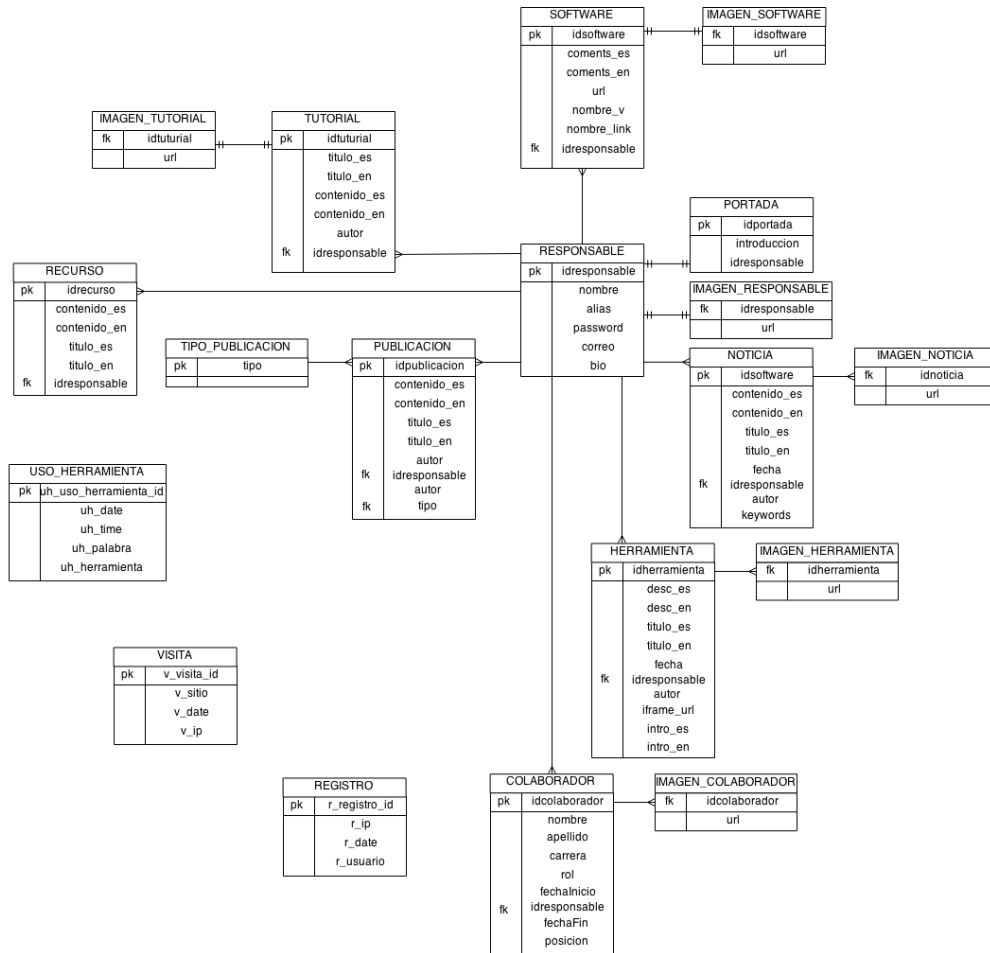 SOFTWARE
pk idsoftware
coments_es
coments_en
url
nombre_v
nombre_link
fk idresponsable
IMAGEN_SOFTWARE
fk idsoftware
url
IMAGEN_TUTORIAL
fk idtuturial
url
TUTORIAL
pk idtuturial
titulo_es
titulo_en
contenido_es
contenido_en
autor
fk idresponsable
PORTADA
pk idportada
introduccion
idresponsable
RESPONSABLE
pk idresponsable
nombre
alias
password
correo
bio
IMAGEN_RESPONSABLE
fk idresponsable
url
RECURSO
pk idrecurso
contenido_es
contenido_en
titulo_es
titulo_en
fk idresponsable
TIPO_PUBLICACION
pk tipo
PUBLICACION
pk idpublicacion
contenido_es
contenido_en
titulo_es
titulo_en
autor
fk idresponsable
autor
fk tipo
NOTICIA
pk idsoftware
contenido_es
contenido_en
titulo_es
titulo_en
fecha
fk idresponsable
autor
keywords
IMAGEN_NOTICIA
fk idnoticia
url
USO_HERRAMIENTA
pk uh_uso_herramienta_id
uh_date
uh_time
uh_palabra
uh_herramienta
HERRAMIENTA
pk idherramienta
desc_es
desc_en
titulo_es
titulo_en
fecha
fk idresponsable
autor
iframe_url
intro_es
intro_en
IMAGEN_HERRAMIENTA
fk idherramienta
url
VISITA
pk v_visita_id
v_sitio
v_date
v_ip
REGISTRO
pk r_registro_id
r_ip
r_date
r_usuario
COLABORADOR
pk idcolaborador
nombre
apellido
carrera
rol
fechaInicio
fk idresponsable
fechaFin
posicion
IMAGEN_COLABORADOR
fk idcolaborador
url